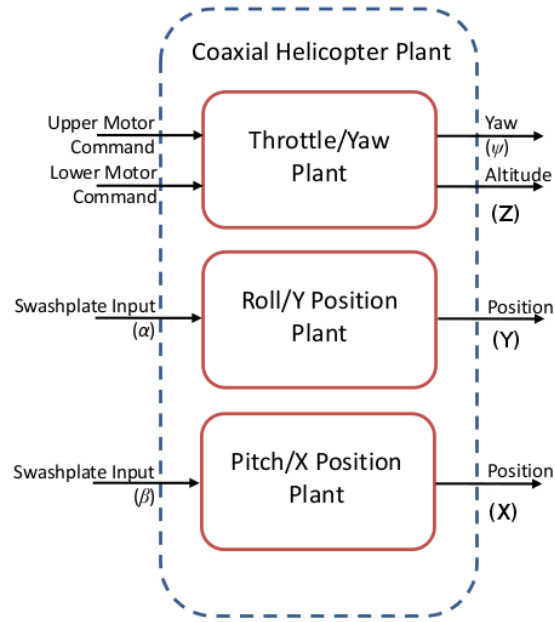 Coaxial Helicopter Plant
Upper Motor
Command
Lower Motor
Command
Throttle/Yaw
Plant
Yaw
(ψ)
Altitude
(Z)
Swashplate Input
(α)
Roll/Y Position
Plant
Position
(Y)
Swashplate Input
(β)
Pitch/X Position
Plant
Position
(X)